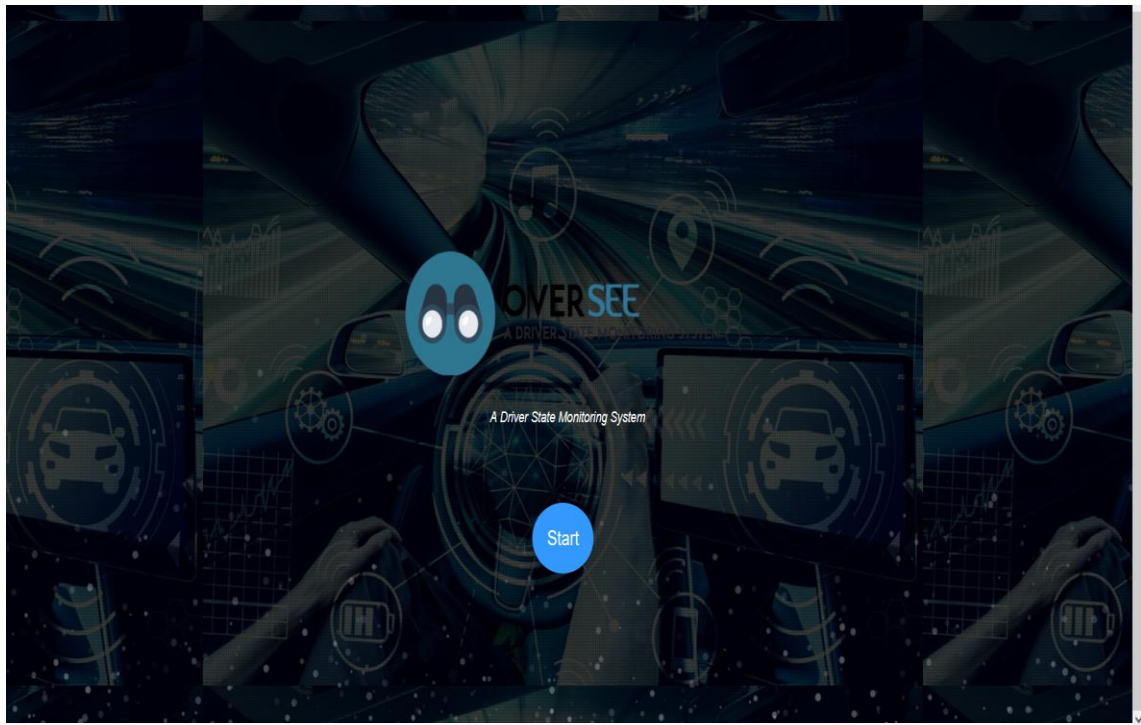 OVERSEE
A DRIVER STATE MONITORING SYSTEM
A Driver State Monitoring System
Start